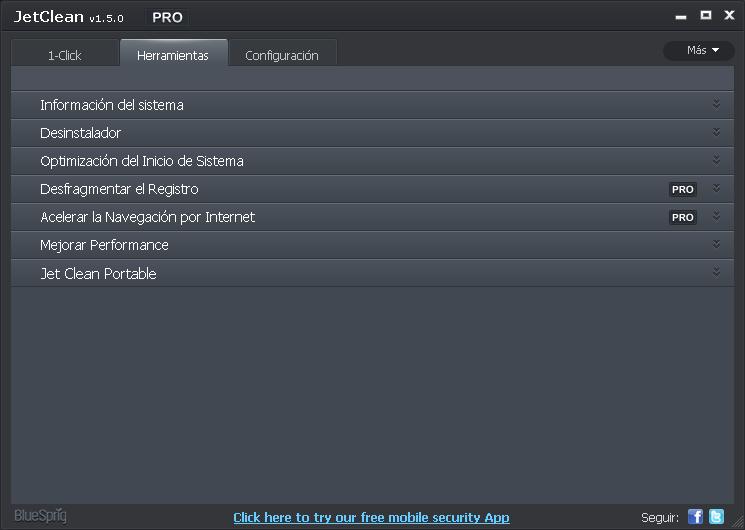 JetClean v1.5.0 PRO
1-Click Herramientas Configuración Más
Información del sistema
Desinstalador
Optimización del Inicio de Sistema
Desfragmentar el Registro PRO
Acelerar la Navegación por Internet PRO
Mejorar Performance
Jet Clean Portable
BlueSprig Click here to try our free mobile security App Seguir: